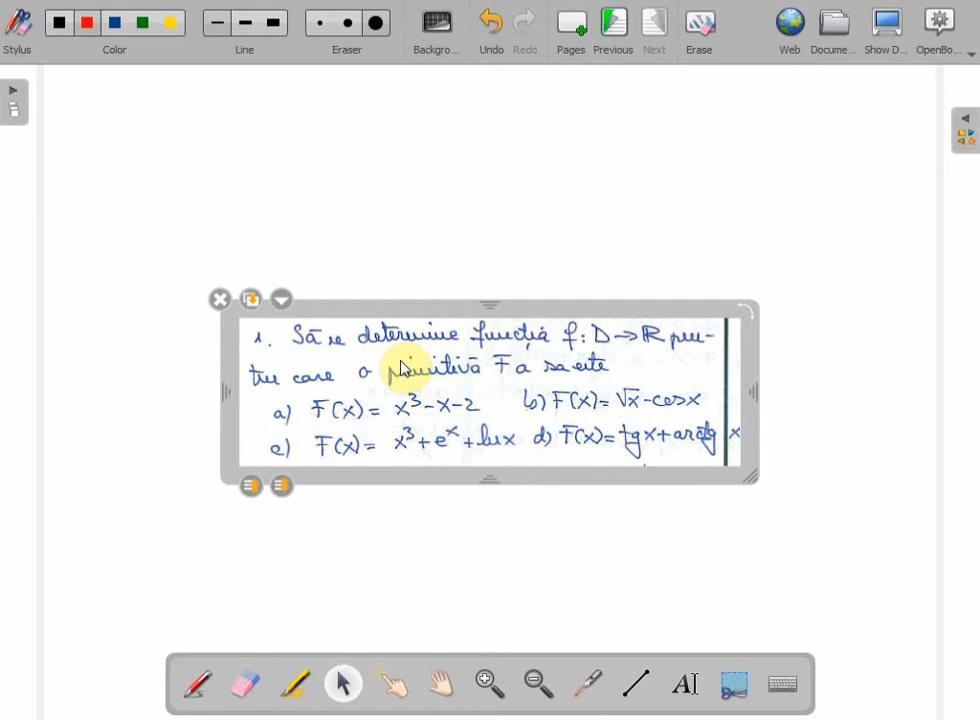 Stylus
Color
Line
Eraser
Backgro...
Undo
Redo
Pages
Previous
Next
Erase
Web
Docume...
Show D...
OpenBo...
1. Să se determine funcția f: D → ℝ pen-
tru care o primitivă F a sa este
a) F(x) = x³-x-2 b) F(x) = √x - cosx
c) F(x) = x³ + eˣ + ln x d) F(x) = tg x + arctg x